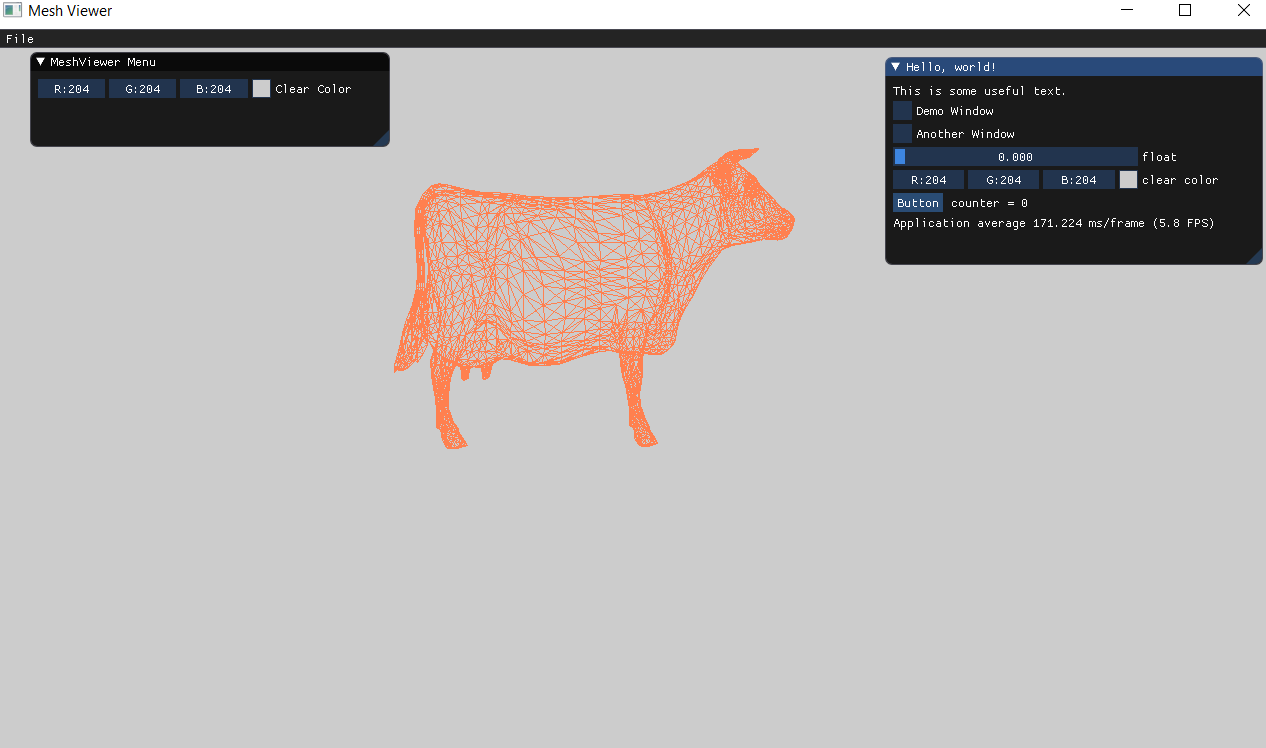 Mesh Viewer
File
MeshViewer Menu
R:204 G:204 B:204 Clear Color
Hello, world!
This is some useful text.
Demo Window
Another Window
0.000 float
R:204 G:204 B:204 clear color
Button counter = 0
Application average 171.224 ms/frame (5.8 FPS)